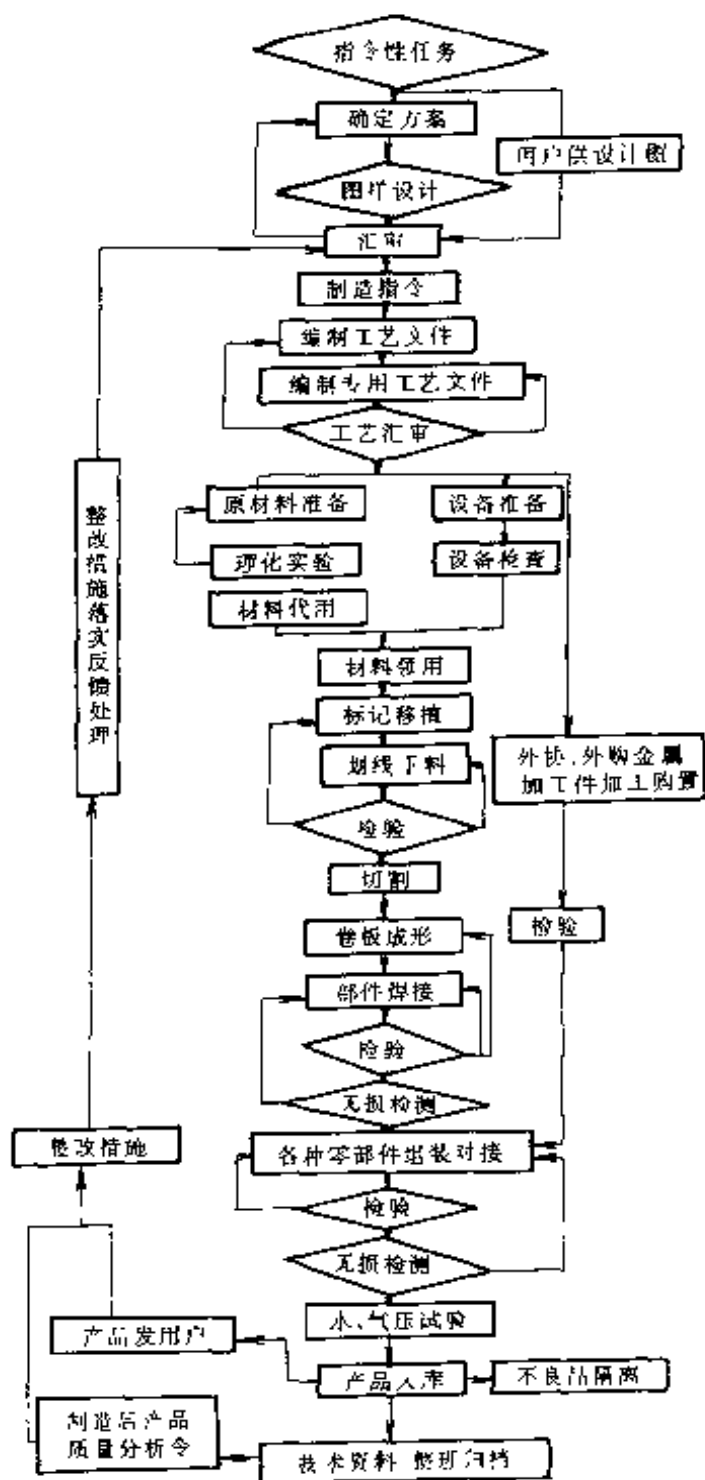 指令性任务
确定方案
用户供设计图
图样设计
汇审
制造指令
编制工艺文件
编制专用工艺文件
工艺汇审
原材料准备
设备准备
理化实验
设备检查
材料代用
整改措施落实反馈处理
材料领用
标记移植
划线下料
外协、外购金属
加工件加工购置
检验
切割
卷板成形
检验
部件焊接
检验
无损检测
整改措施
各种零部件组装对接
检验
无损检测
水、气压试验
产品发用户
产品入库
不良品隔离
制造后产品
质量分析令
技术资料 整理归档